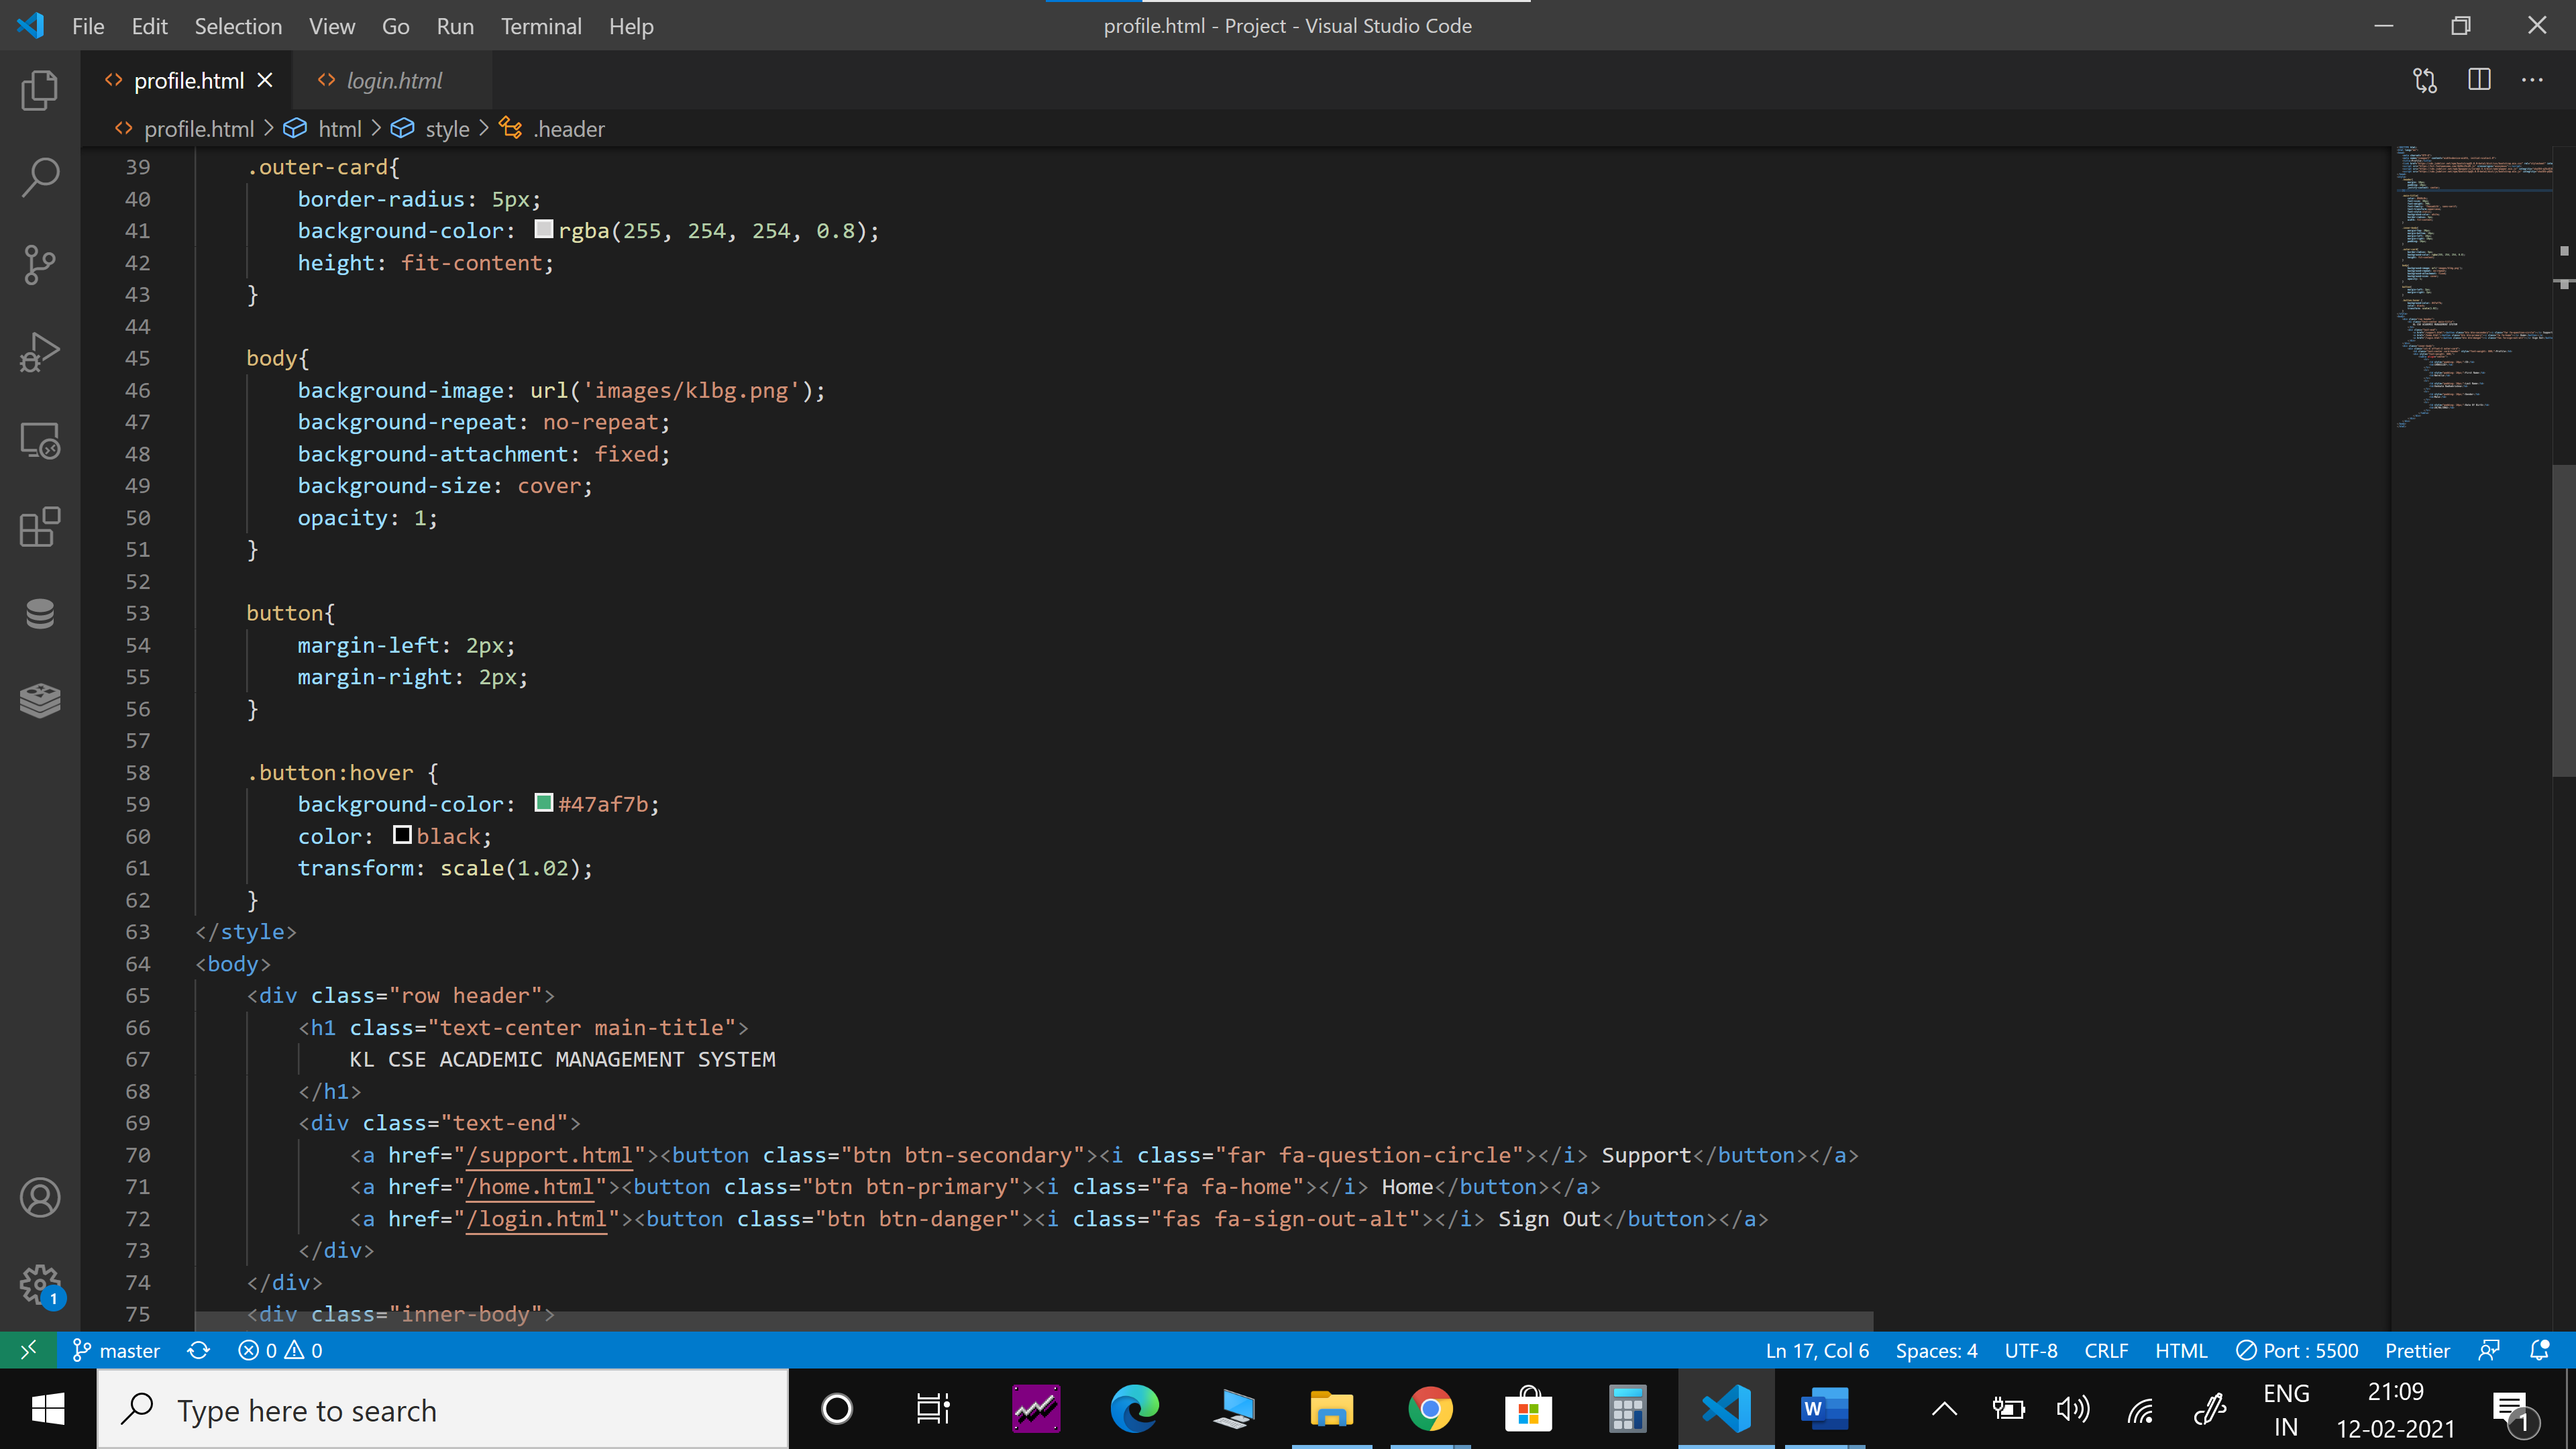 File Edit Selection View Go Run Terminal Help
profile.html - Project - Visual Studio Code
profile.html
login.html
profile.html > html > style > .header
39 .outer-card{
40 border-radius: 5px;
41 background-color: rgba(255, 254, 254, 0.8);
42 height: fit-content;
43 }
44
45 body{
46 background-image: url('images/klbg.png');
47 background-repeat: no-repeat;
48 background-attachment: fixed;
49 background-size: cover;
50 opacity: 1;
51 }
52
53 button{
54 margin-left: 2px;
55 margin-right: 2px;
56 }
57
58 .button:hover {
59 background-color: #47af7b;
60 color: black;
61 transform: scale(1.02);
62 }
63 </style>
64 <body>
65 <div class="row header">
66 <h1 class="text-center main-title">
67 KL CSE ACADEMIC MANAGEMENT SYSTEM
68 </h1>
69 <div class="text-end">
70 <a href="/support.html"><button class="btn btn-secondary"><i class="far fa-question-circle"></i> Support</button></a>
71 <a href="/home.html"><button class="btn btn-primary"><i class="fa fa-home"></i> Home</button></a>
72 <a href="/login.html"><button class="btn btn-danger"><i class="fas fa-sign-out-alt"></i> Sign Out</button></a>
73 </div>
74 </div>
75 <div class="inner-body">
1
master 0 0 Ln 17, Col 6 Spaces: 4 UTF-8 CRLF HTML Port : 5500 Prettier
Type here to search
ENG
IN
21:09
12-02-2021
1